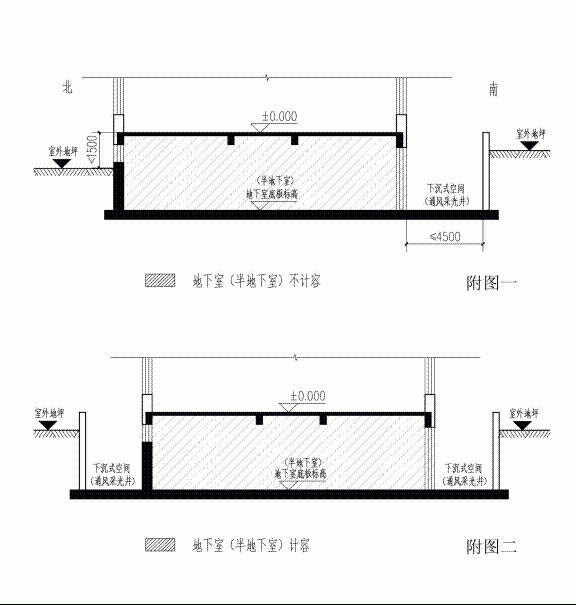 北
南
±0.000
室外地坪
<1500
室外地坪
(半地下室)
地下室底板标高
下沉式空间
(通风采光井)
≤4500
地下室(半地下室)不计容
附图一
±0.000
室外地坪
室外地坪
下沉式空间
(通风采光井)
(半地下室)
地下室底板标高
下沉式空间
(通风采光井)
地下室(半地下室)计容
附图二